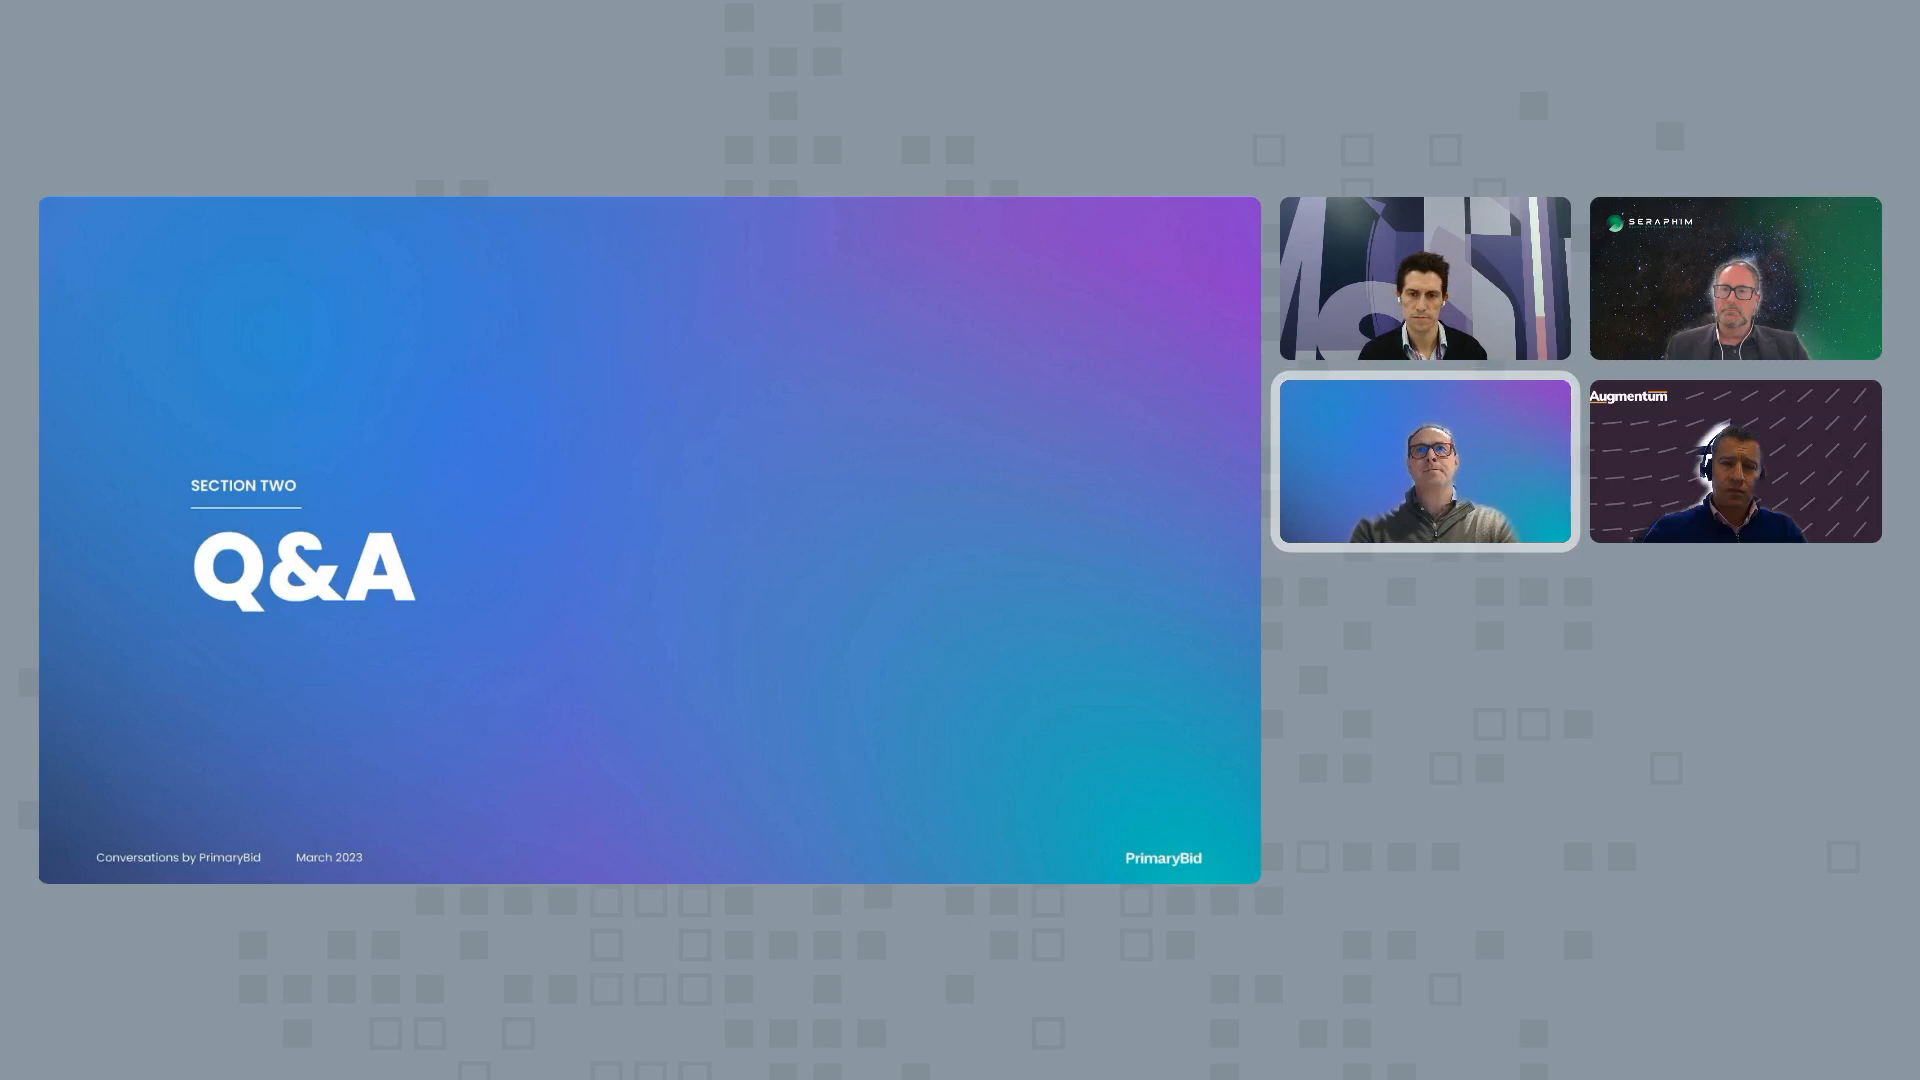 SECTION TWO
Q&A
Conversations by PrimaryBid
March 2023
PrimaryBid
SERAPHIM
Augmentum